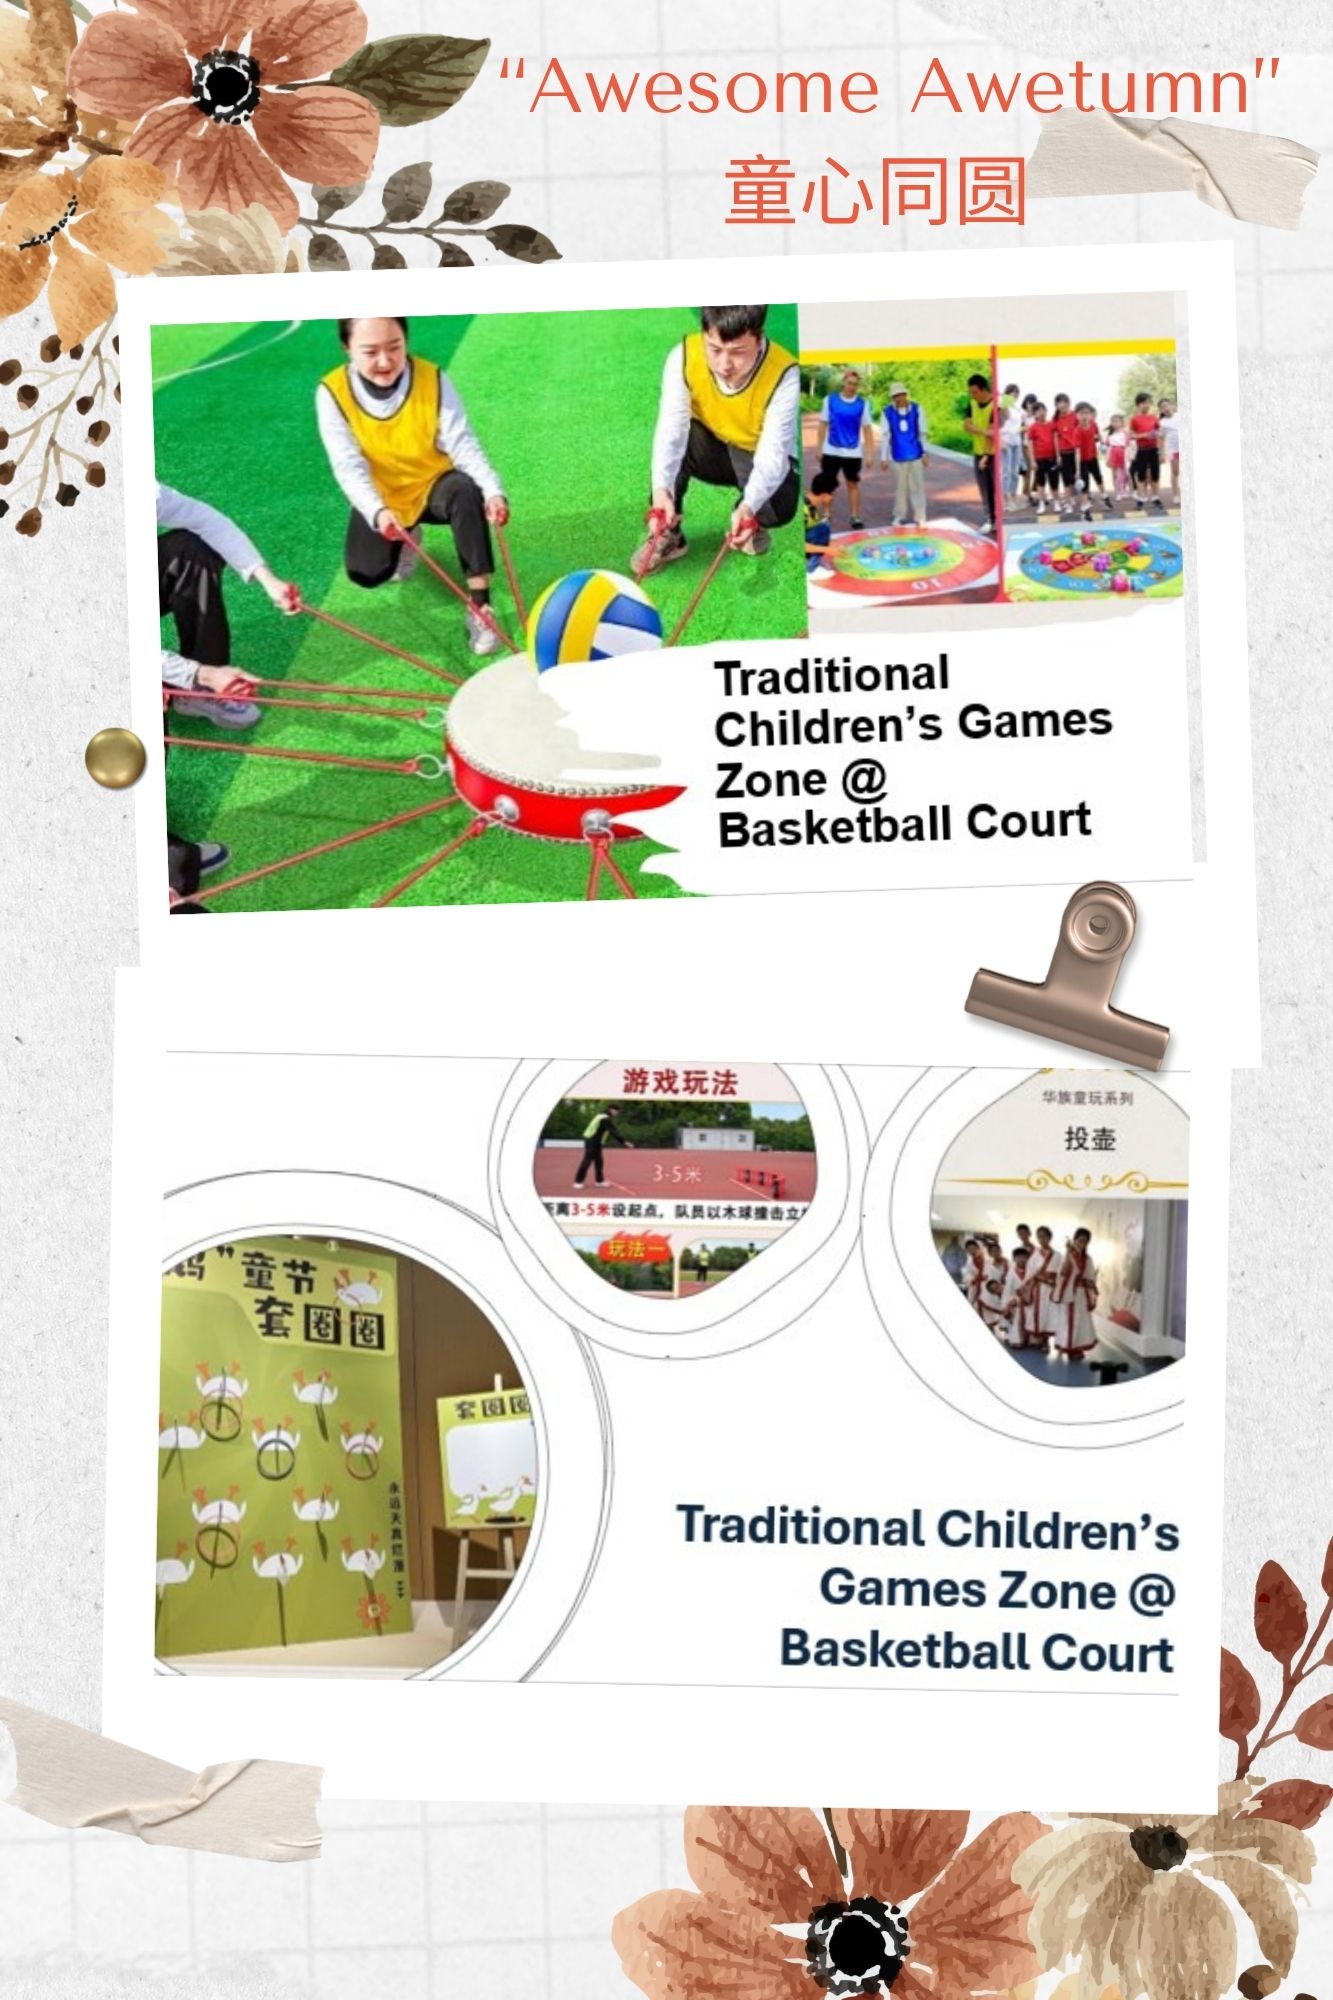 “Awesome Awetumn”
童心同圆
Traditional
Children’s Games
Zone @
Basketball Court
游戏玩法
3-5米
距离3-5米设起点，队员以木球撞击立
玩法一
华族童玩系列
投壶
鹅”童节
套圈圈
套圈圈
永远天真烂漫
Traditional Children’s
Games Zone @
Basketball Court